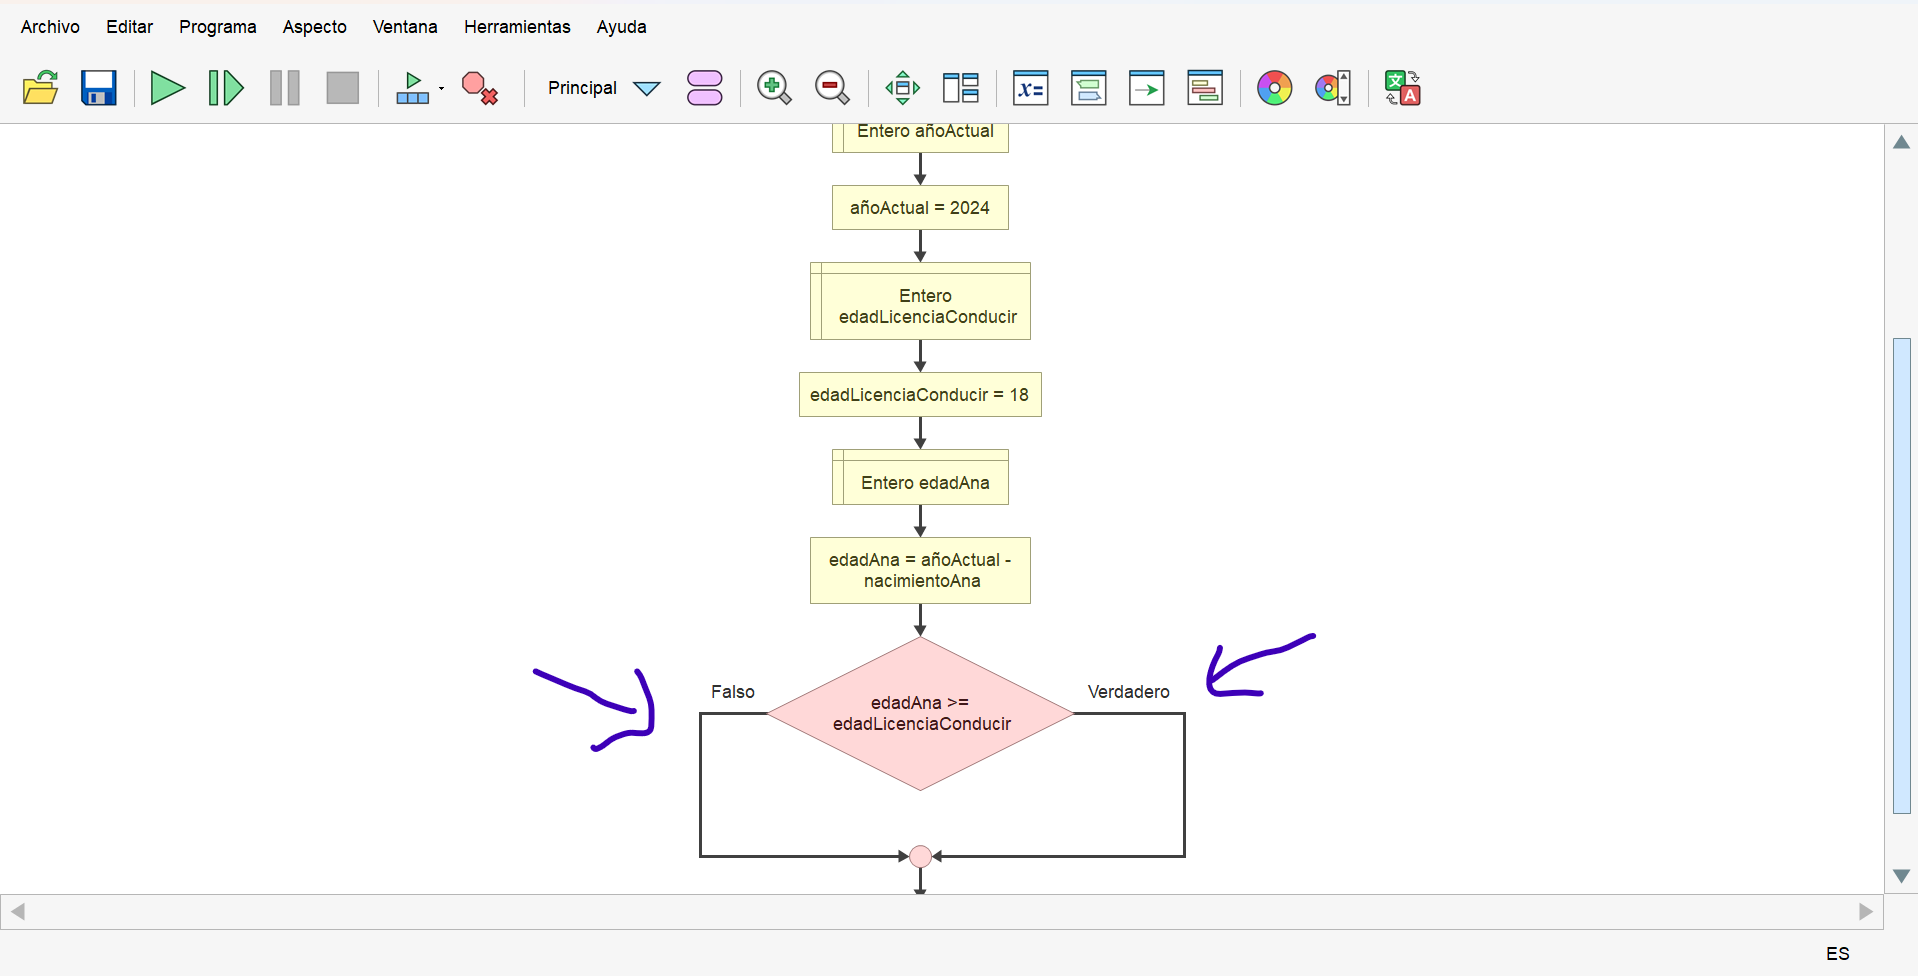 Archivo Editar Programa Aspecto Ventana Herramientas Ayuda
Principal
x=
文
A
Entero añoActual
añoActual = 2024
Entero
edadLicenciaConducir
edadLicenciaConducir = 18
Entero edadAna
edadAna = añoActual -
nacimientoAna
Falso
edadAna >=
edadLicenciaConducir
Verdadero
ES